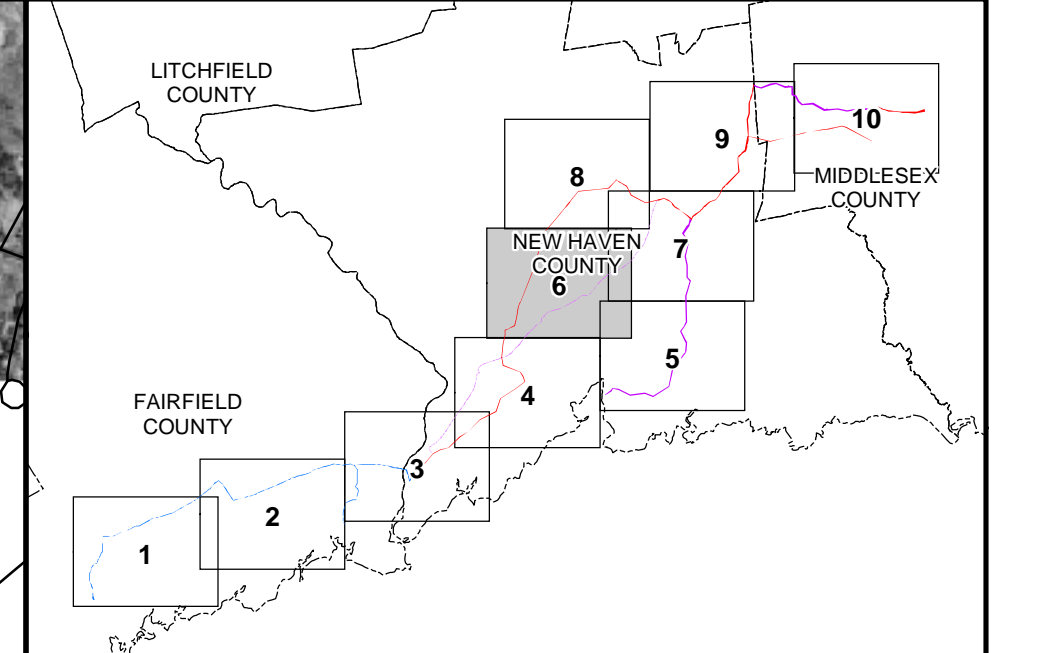 LITCHFIELD
COUNTY
10
9
8
MIDDLESEX
COUNTY
NEW HAVEN
COUNTY
7
6
5
4
FAIRFIELD
COUNTY
3
2
1